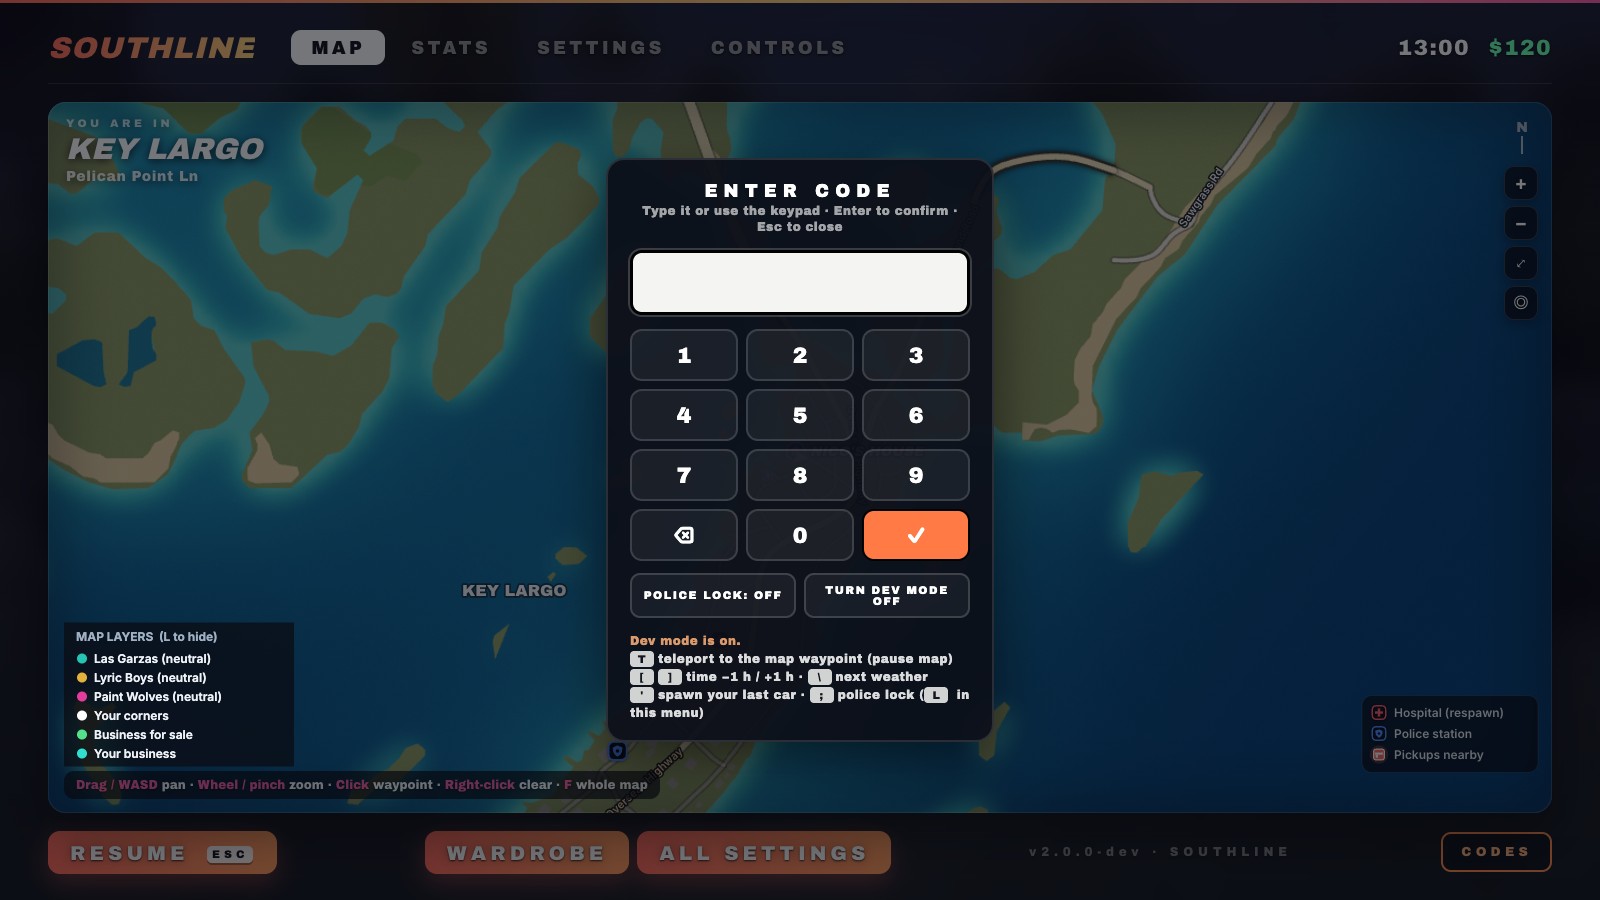 SOUTHLINE
MAP
STATS
SETTINGS
CONTROLS
13:00 $120
YOU ARE IN
KEY LARGO
Pelican Point Ln
N
Sawgrass Rd
ENTER CODE
Type it or use the keypad · Enter to confirm ·
Esc to close
1 2 3
4 5 6
7 8 9
0
POLICE LOCK: OFF
TURN DEV MODE
OFF
Dev mode is on.
T teleport to the map waypoint (pause map)
[ ] time −1 h / +1 h · \ next weather
' spawn your last car · ; police lock (L in
this menu)
KEY LARGO
MAP LAYERS (L to hide)
Las Garzas (neutral)
Lyric Boys (neutral)
Paint Wolves (neutral)
Your corners
Business for sale
Your business
Drag / WASD pan · Wheel / pinch zoom · Click waypoint · Right-click clear · F whole map
Hospital (respawn)
Police station
Pickups nearby
RESUME ESC
WARDROBE
ALL SETTINGS
v2.0.0-dev · SOUTHLINE
CODES